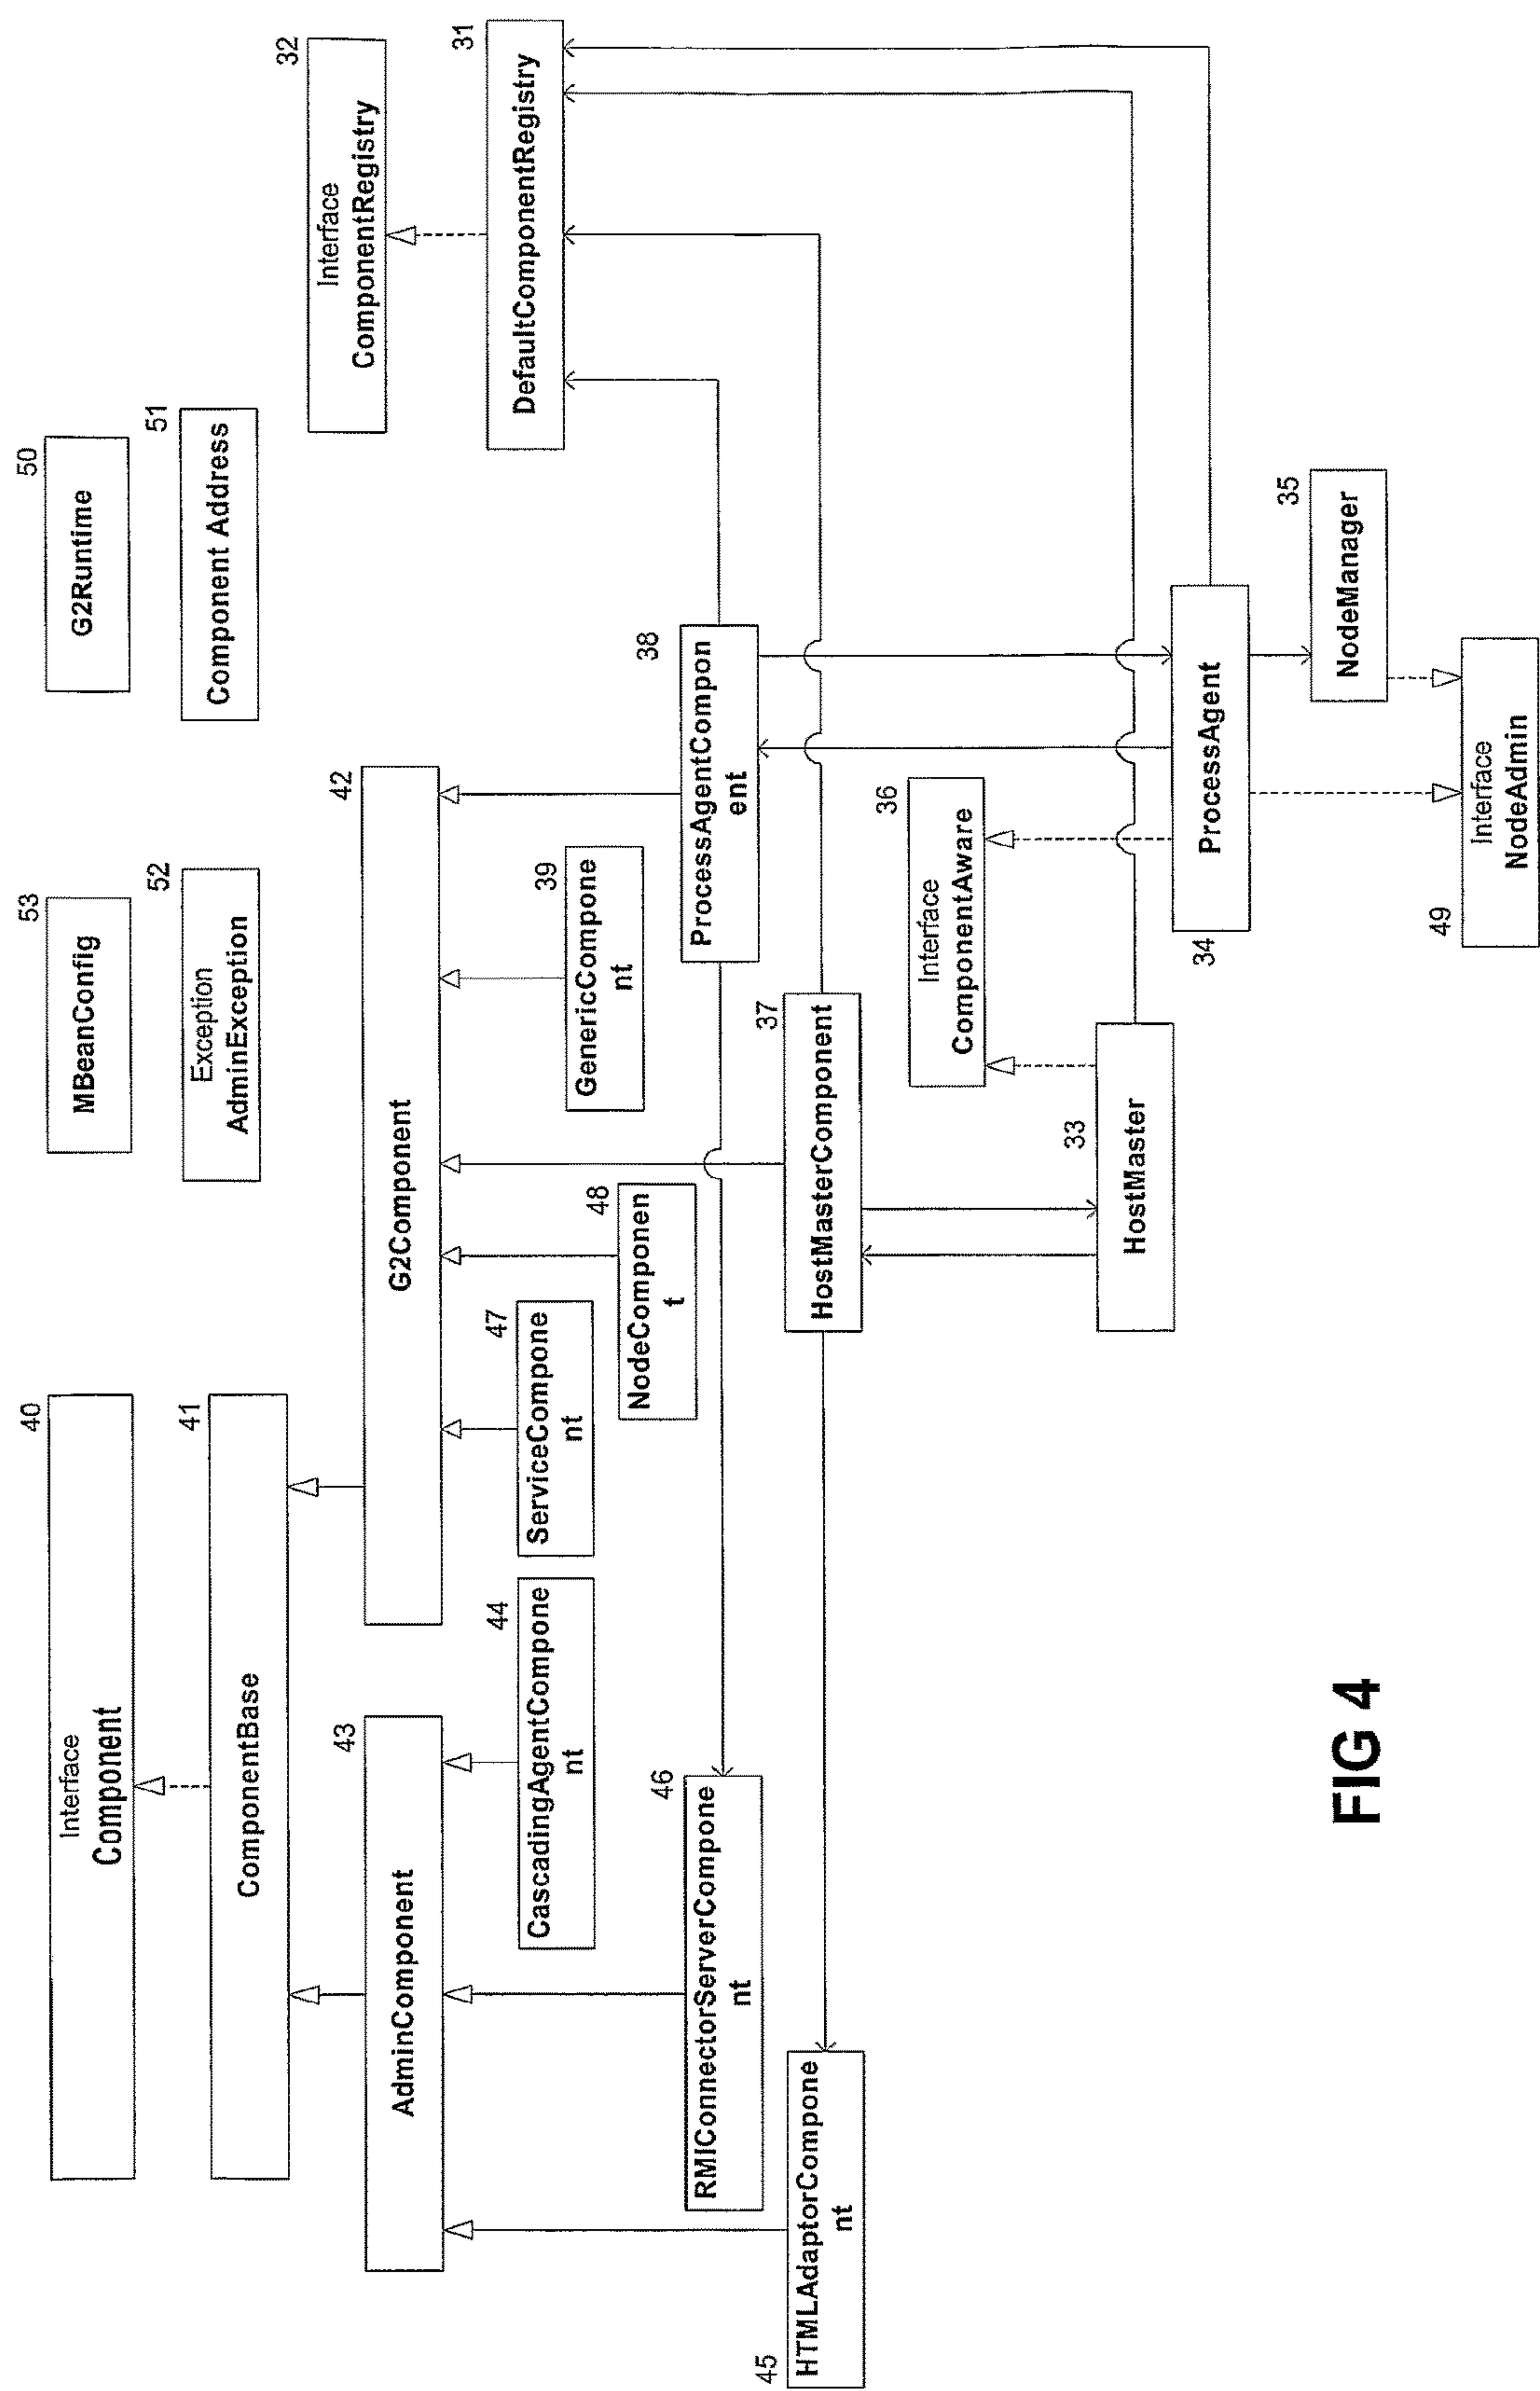 40
Interface
Component
53
MBeanConfig
50
G2Runtime
41
ComponentBase
52
Exception
AdminException
51
Component Address
32
Interface
ComponentRegistry
43
AdminComponent
42
G2Component
31
DefaultComponentRegistry
44
CascadingAgentCompone
nt
47
ServiceCompone
nt
39
GenericCompone
nt
48
NodeComponen
t
46
RMIConnectorServerCompone
nt
38
ProcessAgentCompon
ent
45
HTMLAdaptorCompone
nt
37
HostMasterComponent
36
Interface
ComponentAware
33
HostMaster
34
ProcessAgent
35
NodeManager
49
Interface
NodeAdmin
FIG 4